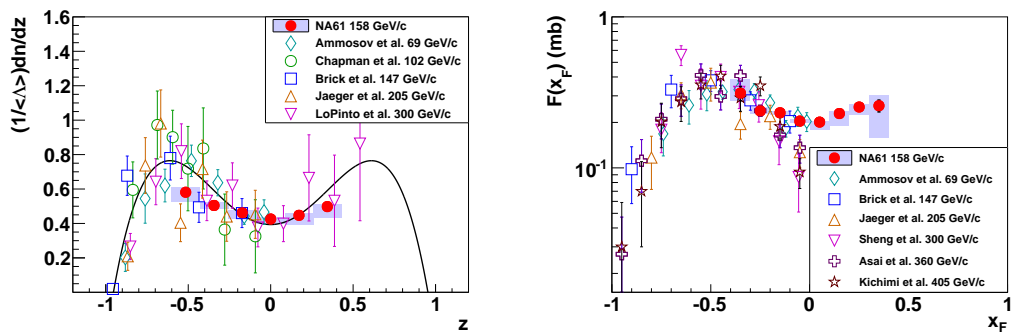 (1/<Δ>)dn/dz
1.6
1.4
1.2
1
0.8
0.6
0.4
0.2
-1
-0.5
0
0.5
1
z
NA61 158 GeV/c
Ammosov et al. 69 GeV/c
Chapman et al. 102 GeV/c
Brick et al. 147 GeV/c
Jaeger et al. 205 GeV/c
LoPinto et al. 300 GeV/c
F(x_F) (mb)
1
10⁻¹
-1
-0.5
0
0.5
1
x_F
NA61 158 GeV/c
Ammosov et al. 69 GeV/c
Brick et al. 147 GeV/c
Jaeger et al. 205 GeV/c
Sheng et al. 300 GeV/c
Asai et al. 360 GeV/c
Kichimi et al. 405 GeV/c